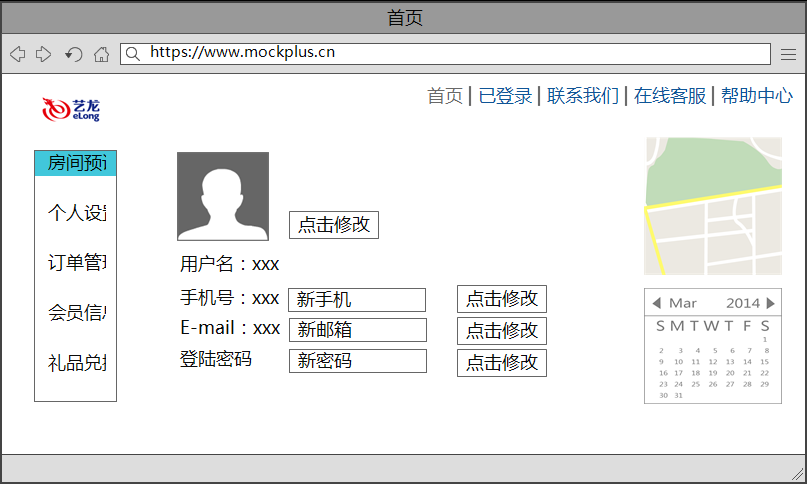 首页
https://www.mockplus.cn
首页 | 已登录 | 联系我们 | 在线客服 | 帮助中心
艺龙
eLong
房间预
个人设
订单管
会员信
礼品兑
点击修改
用户名：xxx
手机号：xxx 新手机 点击修改
E-mail：xxx 新邮箱 点击修改
登陆密码 新密码 点击修改
Mar 2014
S M T W T F S
1
2 3 4 5 6 7 8
9 10 11 12 13 14 15
16 17 18 19 20 21 22
23 24 25 26 27 28 29
30 31